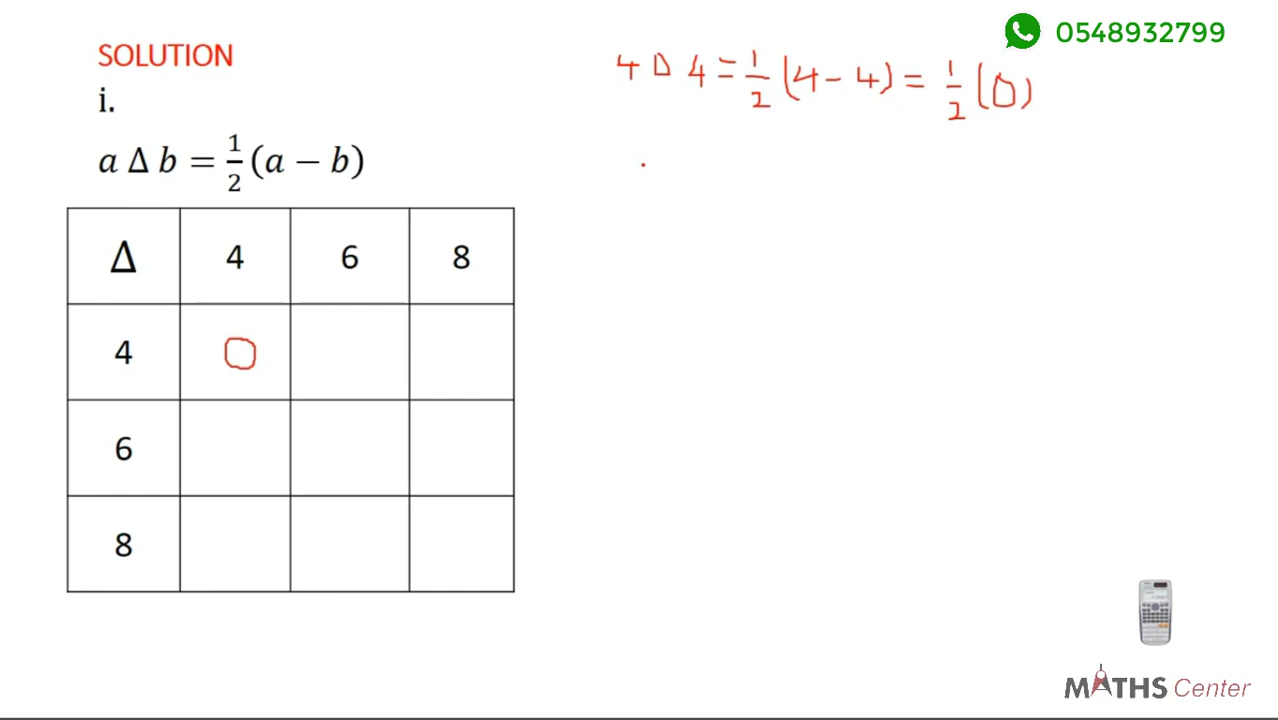 0548932799
SOLUTION
4 Δ 4 = 1/2 (4 - 4) = 1/2 (0)
i.
a Δ b = 1/2 (a − b)
Δ 4 6 8
4 0
6
8
MATHS Center